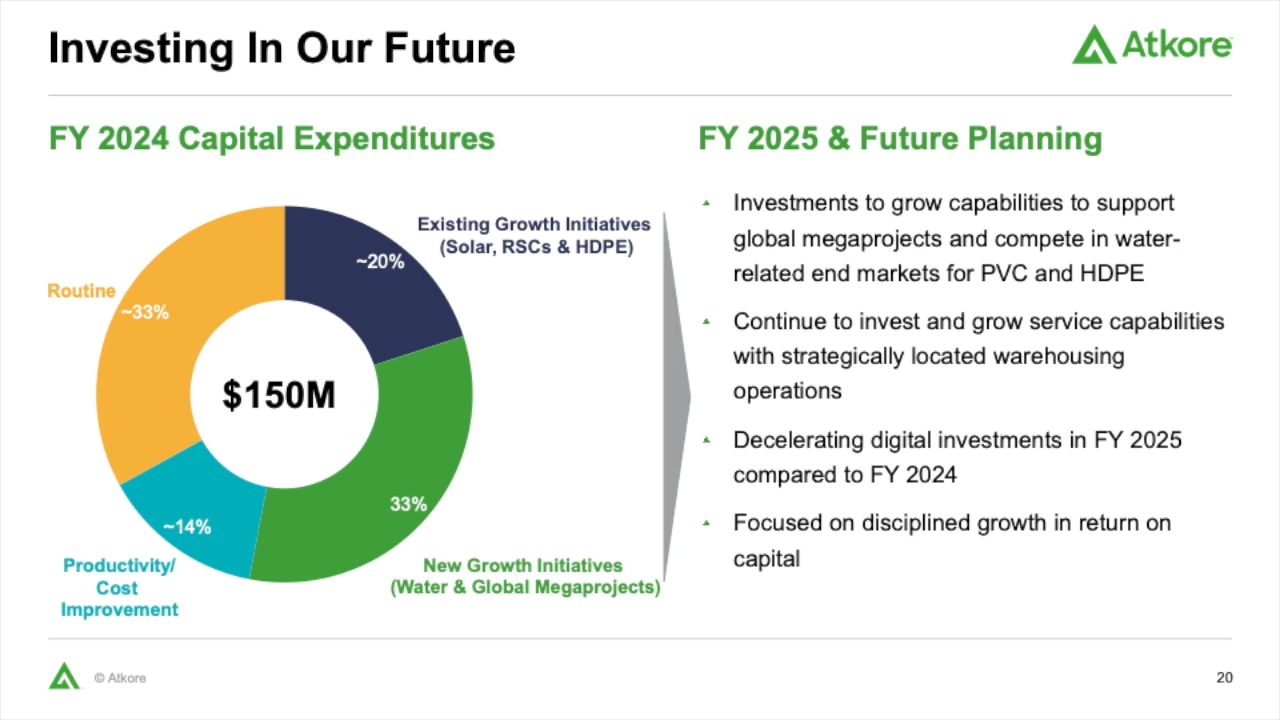 Investing In Our Future
Atkore
FY 2024 Capital Expenditures
Existing Growth Initiatives
(Solar, RSCs & HDPE)
~20%
Routine
~33%
$150M
33%
~14%
Productivity/
Cost
Improvement
New Growth Initiatives
(Water & Global Megaprojects)
FY 2025 & Future Planning
Investments to grow capabilities to support
global megaprojects and compete in water-
related end markets for PVC and HDPE
Continue to invest and grow service capabilities
with strategically located warehousing
operations
Decelerating digital investments in FY 2025
compared to FY 2024
Focused on disciplined growth in return on
capital
© Atkore
20